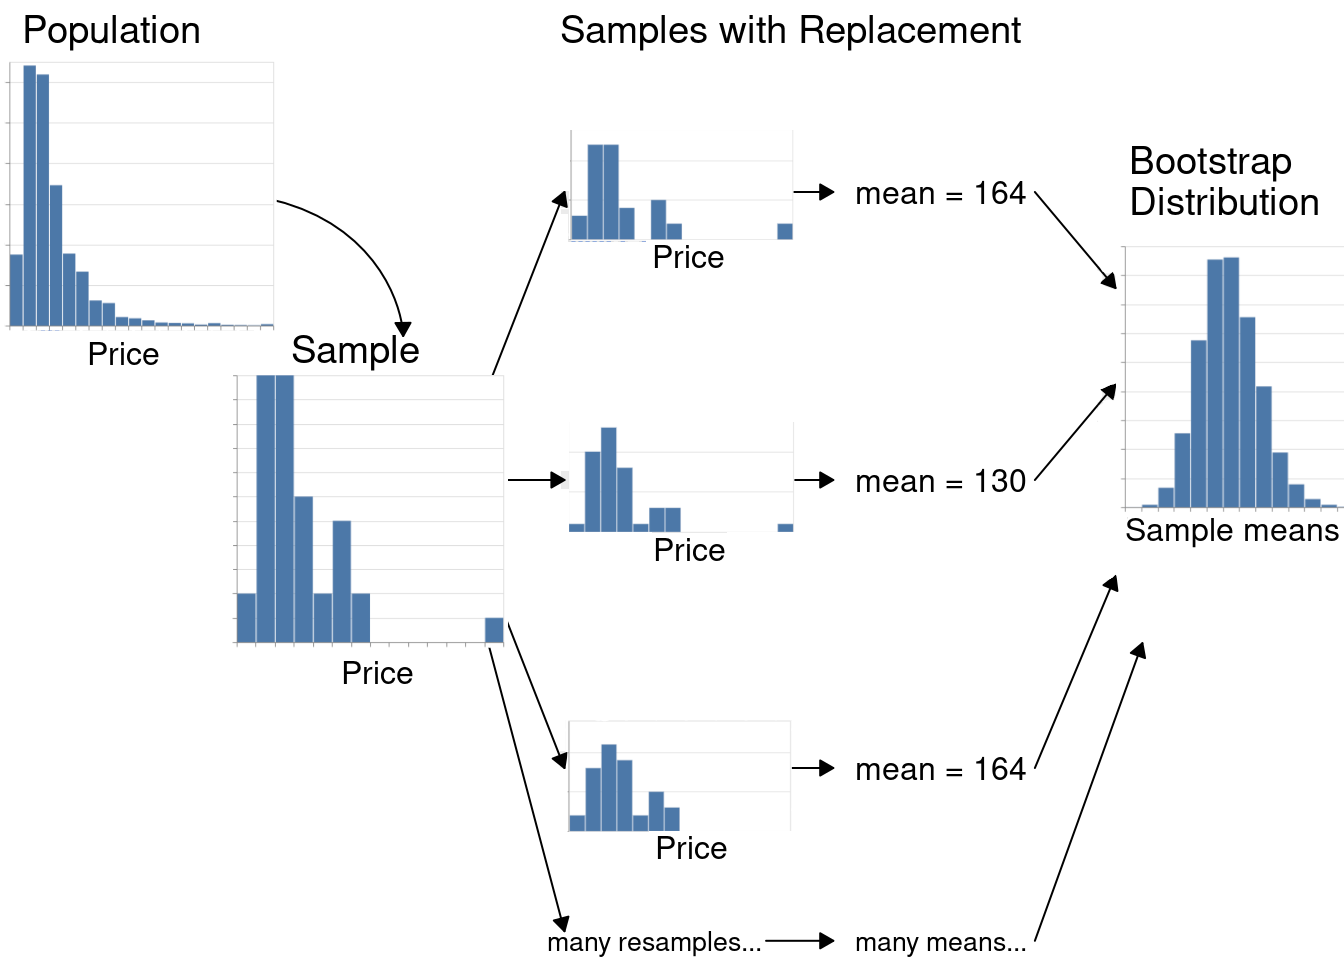 Population
Samples with Replacement
Price
Sample
Price
Price
mean = 164
Price
mean = 130
Price
mean = 164
many resamples...
many means...
Bootstrap
Distribution
Sample means